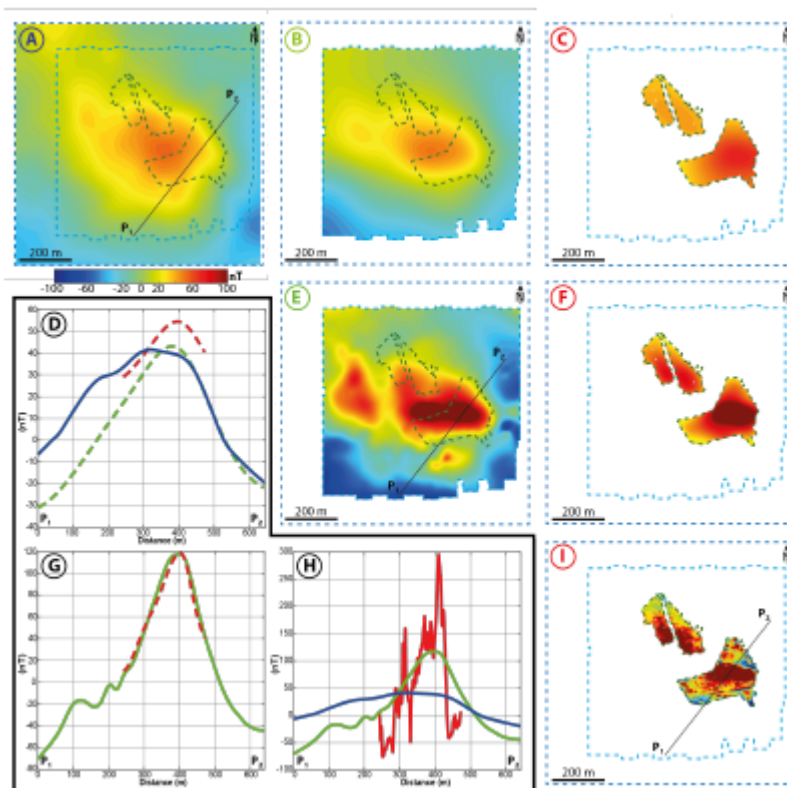 A
N
P₂
P₁
200 m
B
N
200 m
C
N
200 m
-100 -60 -20 0 20 60 100 nT
D
60
50
40
30
20
10
0
-10
-20
-30
-40
(nT)
P₁
P₂
0 100 200 300 400 500 600
Distance (m)
E
N
P₂
P₁
200 m
F
N
200 m
G
120
100
80
60
40
20
0
-20
-40
-60
-80
(nT)
P₁
P₂
0 100 200 300 400 500 600
Distance (m)
H
300
250
200
150
100
50
0
-50
-100
(nT)
P₁
P₂
0 100 200 300 400 500 600
Distance (m)
I
N
P₂
P₁
200 m